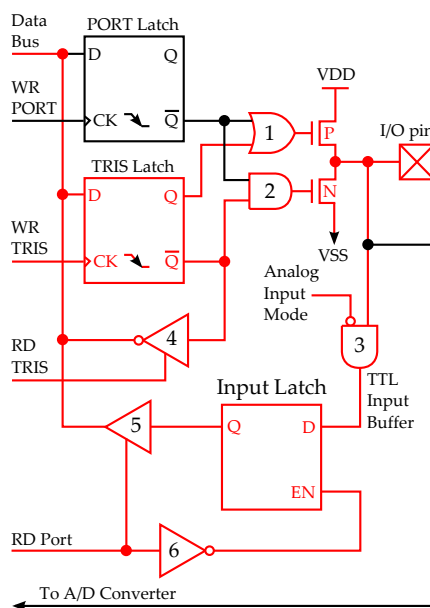 Data
Bus
PORT Latch
D
Q
WR
PORT
CK
Q
VDD
P
I/O pin
1
TRIS Latch
D
Q
2
N
WR
TRIS
CK
Q
VSS
Analog
Input
Mode
RD
TRIS
4
3
TTL
Input
Buffer
Input Latch
5
Q
D
EN
RD Port
6
To A/D Converter